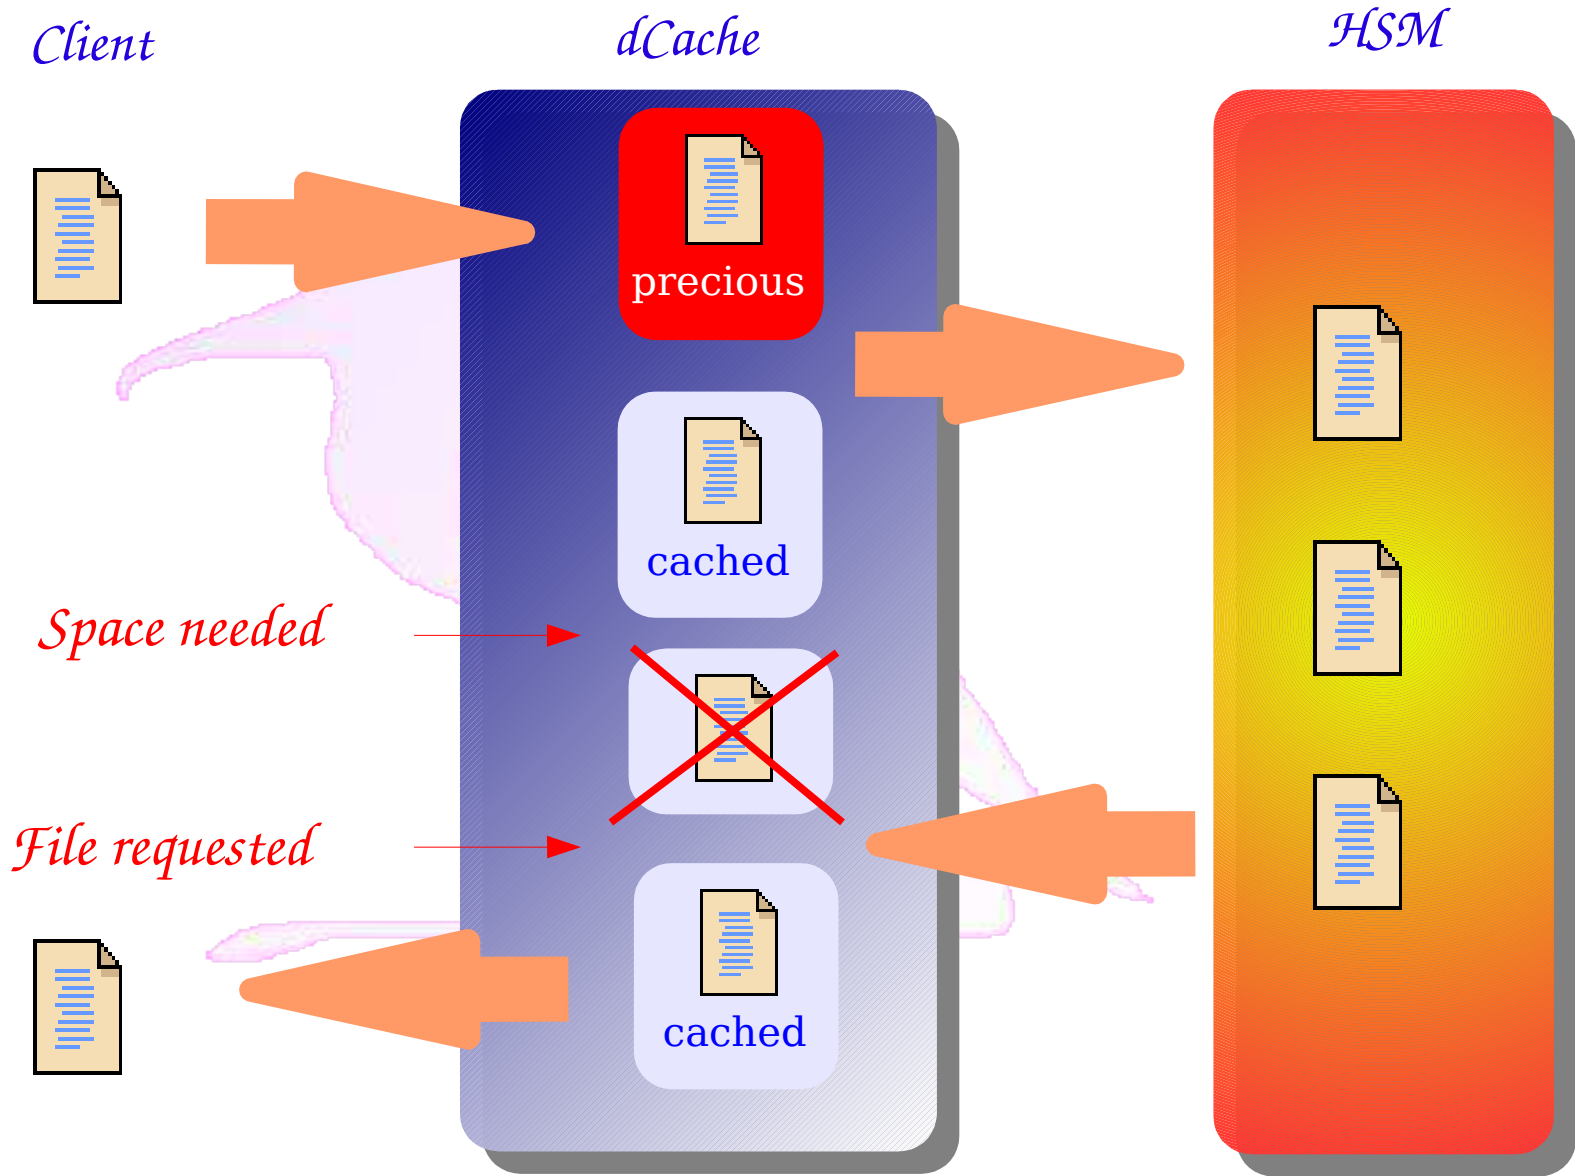 Client
dCache
HSM
precious
cached
Space needed
File requested
cached